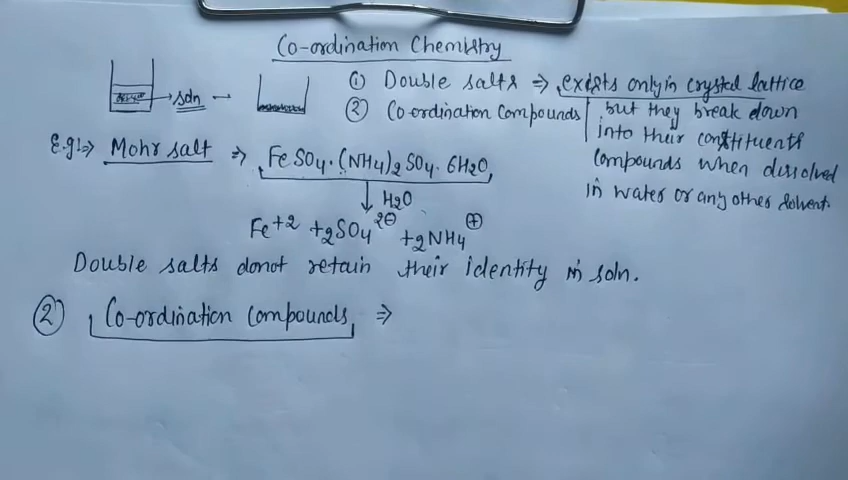 Co-ordination Chemistry
→ soln →
① Double salts ⇒ exists only in crystal lattice
but they break down
into their constituents
compounds when dissolved
in water or any other solvent.
② Co-ordination Compounds
E.g:⇒ Mohr salt ⇒ FeSO4.(NH4)2SO4.6H2O
↓ H2O
Fe+2 + 2SO4 2⊖ + 2NH4 ⊕
Double salts donot retain their identity in soln.
② Co-ordination Compounds ⇒